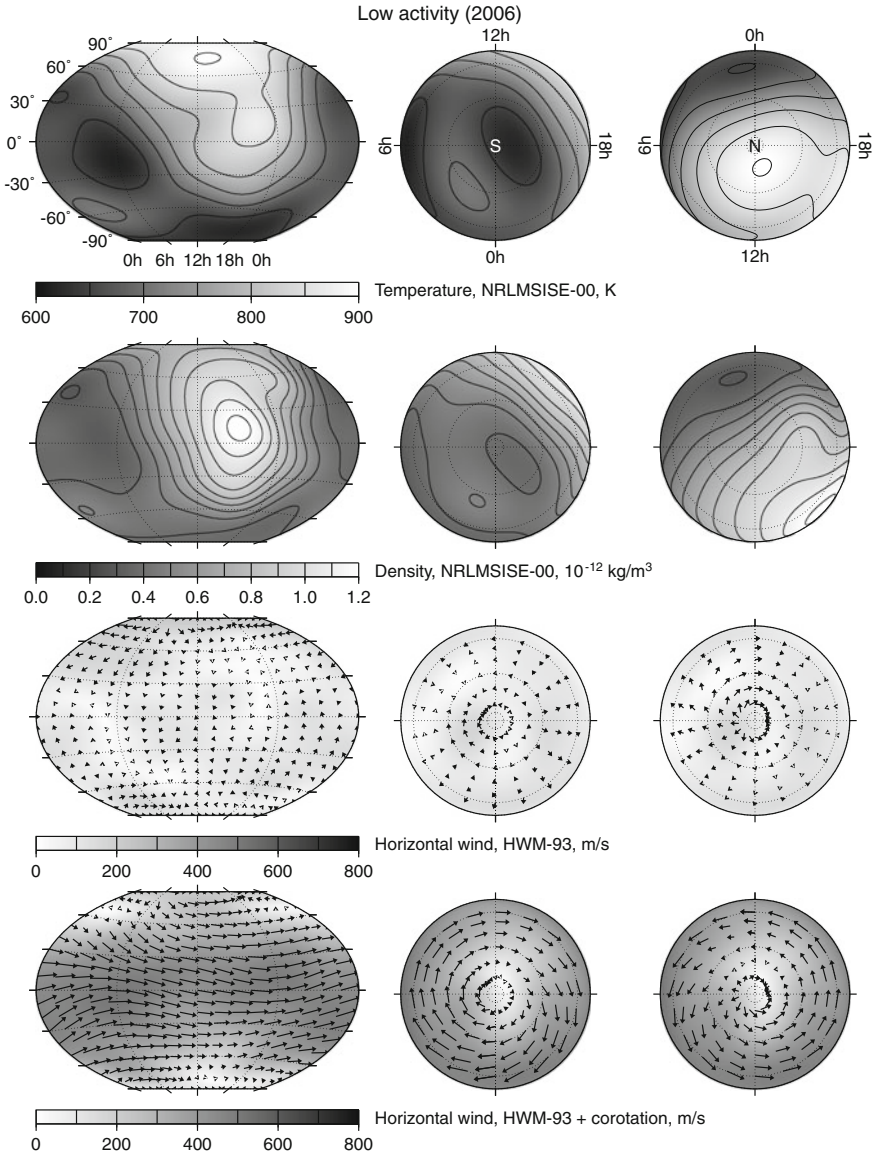 Low activity (2006)
90°
60°
30°
0°
-30°
-60°
-90°
0h 6h 12h 18h 0h
12h
S
18h
0h
0h
6h
N
18h
12h
600 700 800 900
Temperature, NRLMSISE-00, K
0.0 0.2 0.4 0.6 0.8 1.0 1.2
Density, NRLMSISE-00, 10⁻¹² kg/m³
0 200 400 600 800
Horizontal wind, HWM-93, m/s
0 200 400 600 800
Horizontal wind, HWM-93 + corotation, m/s